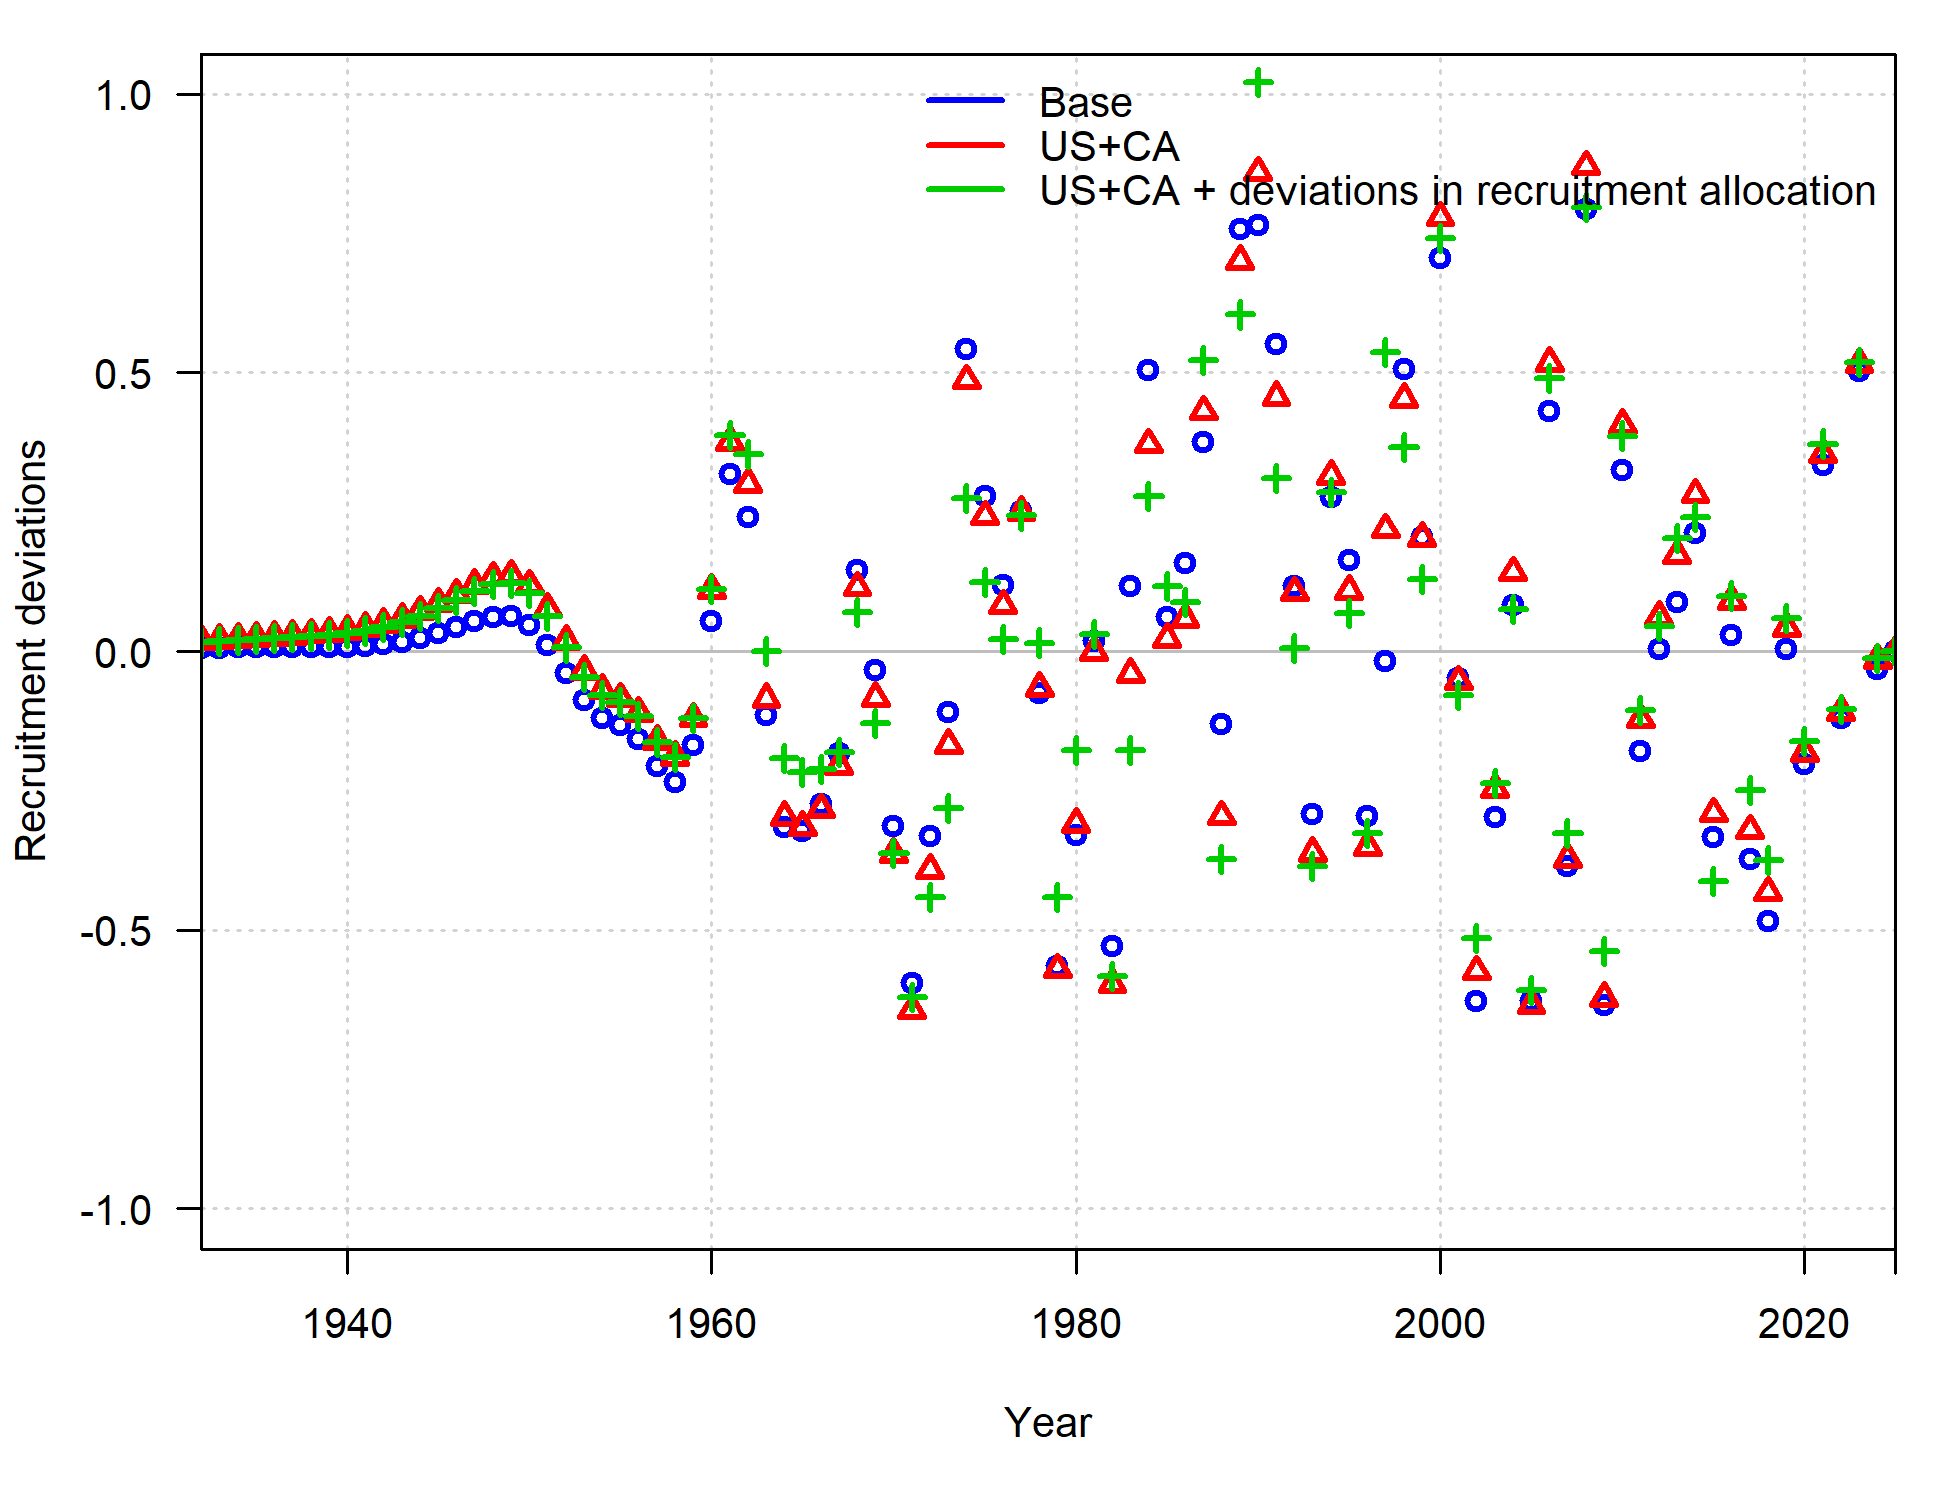 Base
US+CA
US+CA + deviations in recruitment allocation
1.0
0.5
0.0
-0.5
-1.0
Recruitment deviations
1940
1960
1980
2000
2020
Year